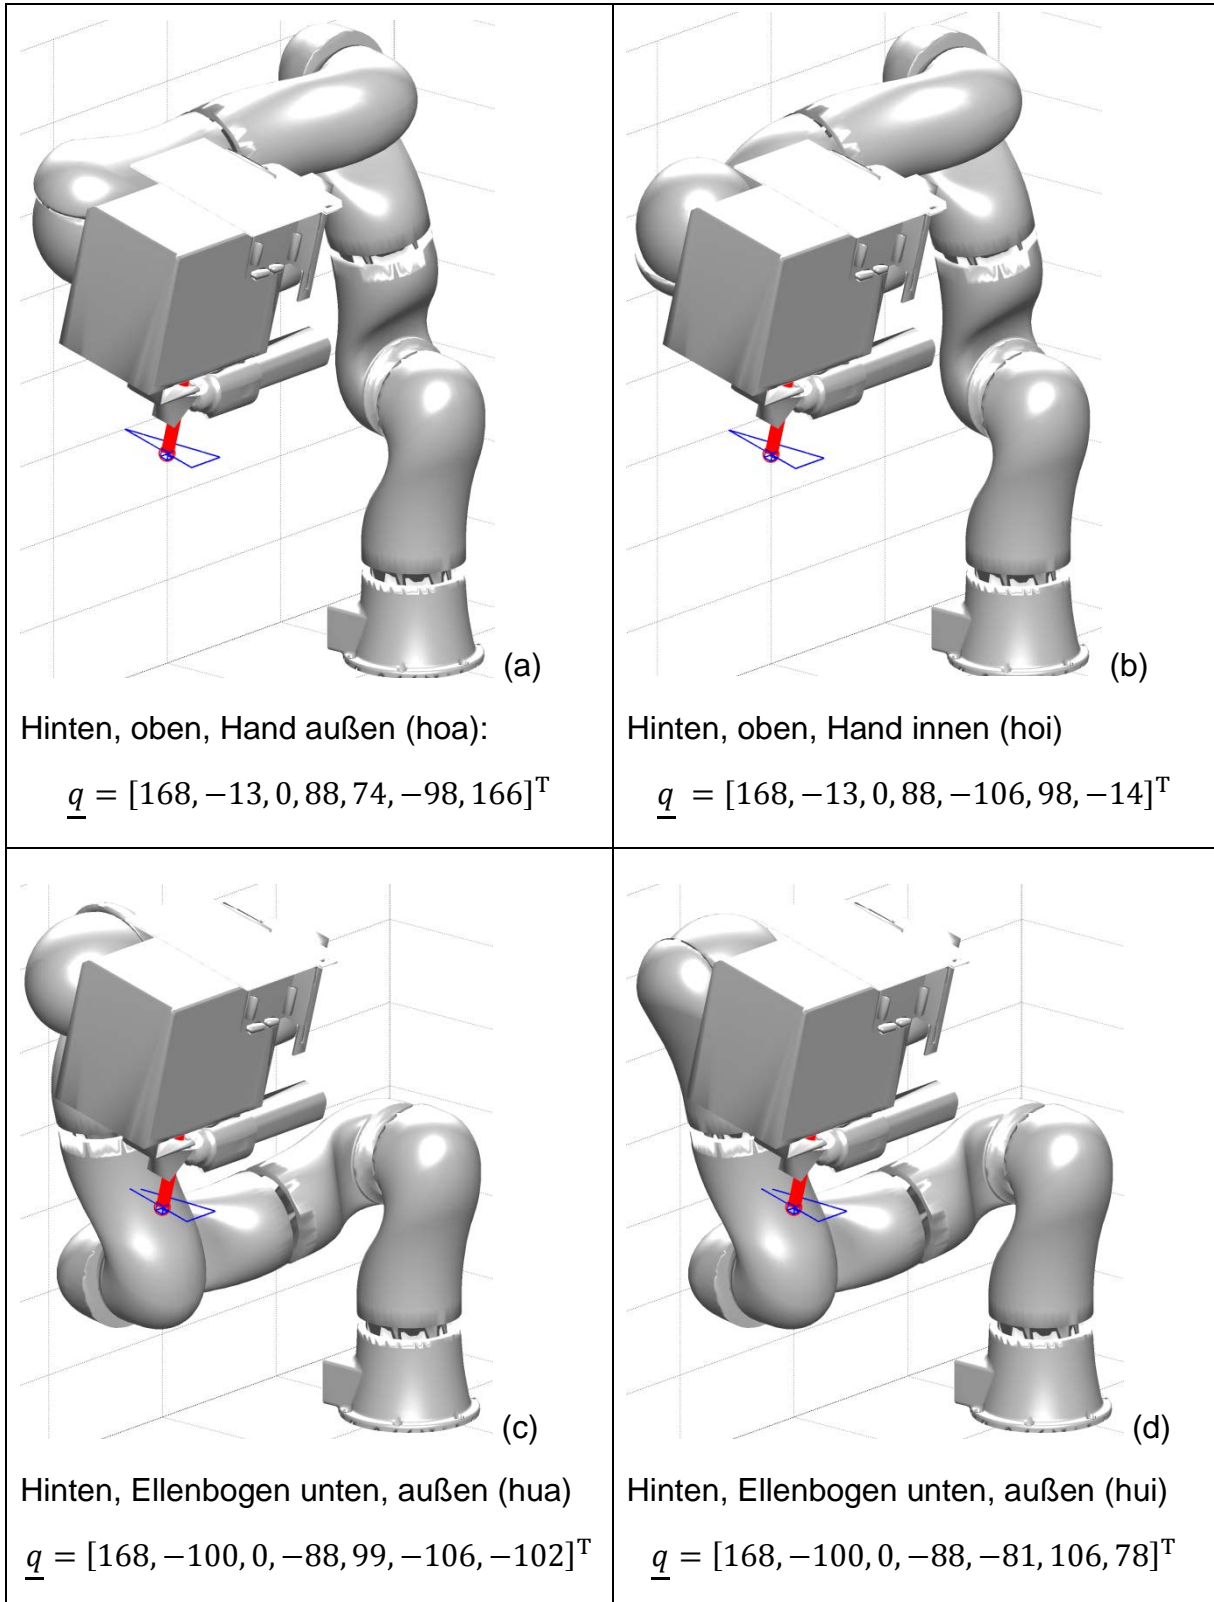 (a)
Hinten, oben, Hand außen (hoa):
q = [168, −13, 0, 88, 74, −98, 166]ᵀ
(b)
Hinten, oben, Hand innen (hoi)
q = [168, −13, 0, 88, −106, 98, −14]ᵀ
(c)
Hinten, Ellenbogen unten, außen (hua)
q = [168, −100, 0, −88, 99, −106, −102]ᵀ
(d)
Hinten, Ellenbogen unten, außen (hui)
q = [168, −100, 0, −88, −81, 106, 78]ᵀ